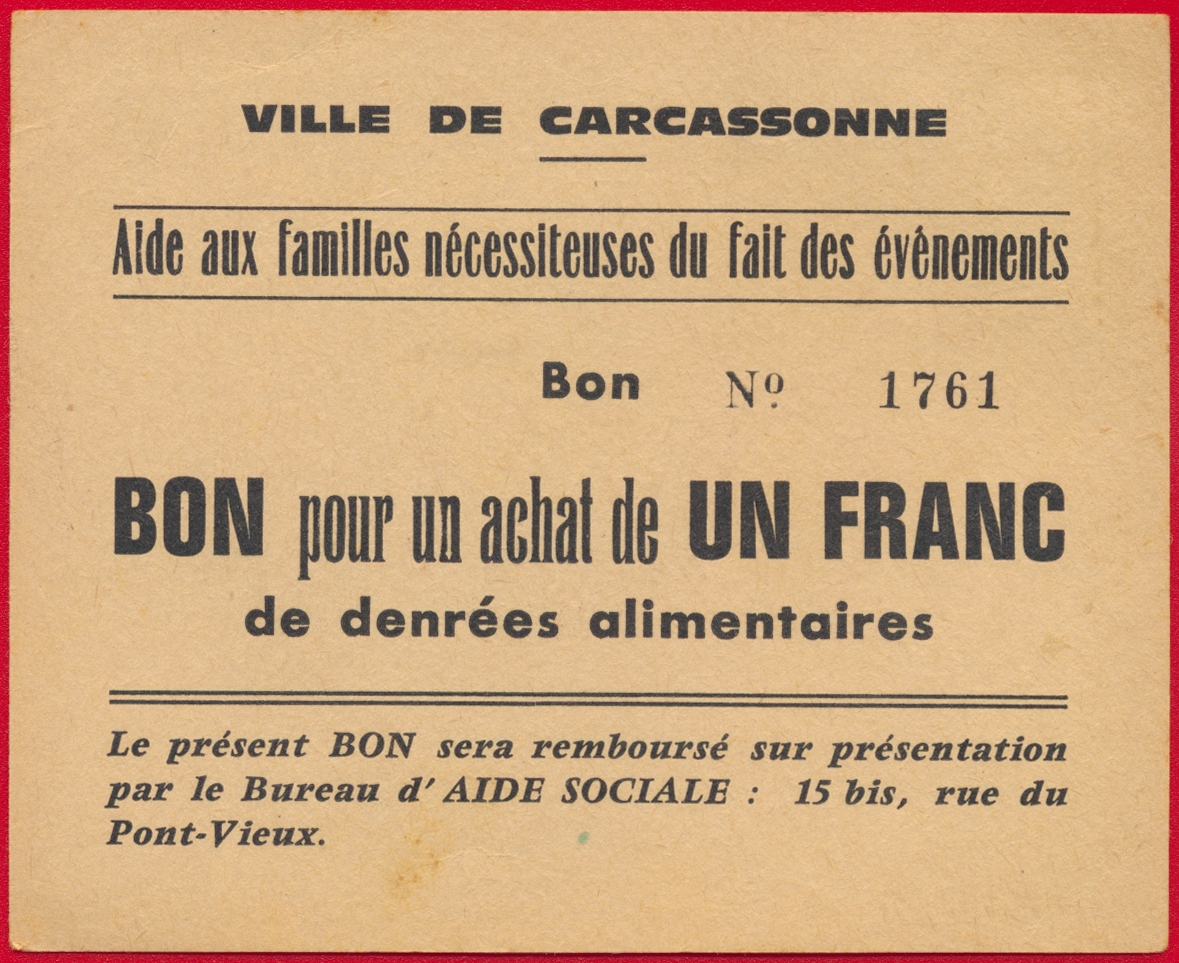 VILLE DE CARCASSONNE
Aide aux familles nécessiteuses du fait des évènements
Bon Nº 1761
BON pour un achat de UN FRANC
de denrées alimentaires
Le présent BON sera remboursé sur présentation
par le Bureau d'AIDE SOCIALE : 15 bis, rue du
Pont-Vieux.